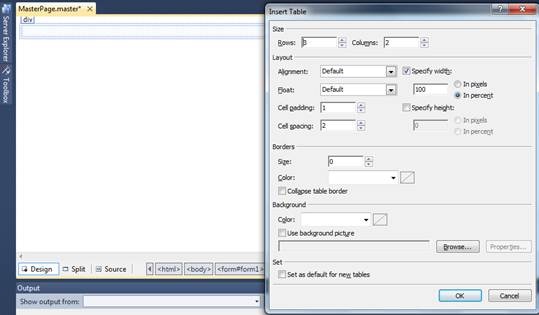 MasterPage.master* X
div
Server Explorer
Toolbox
Design Split Source <html> <body> <form#form1>
Output
Show output from:
Insert Table
Size
Rows: 3 Columns: 2
Layout
Alignment: Default Specify width:
Float: Default 100 In pixels
In percent
Cell padding: 1 Specify height:
Cell spacing: 2 0 In pixels
In percent
Borders
Size: 0
Color:
Collapse table border
Background
Color:
Use background picture
Browse... Properties...
Set
Set as default for new tables
OK Cancel